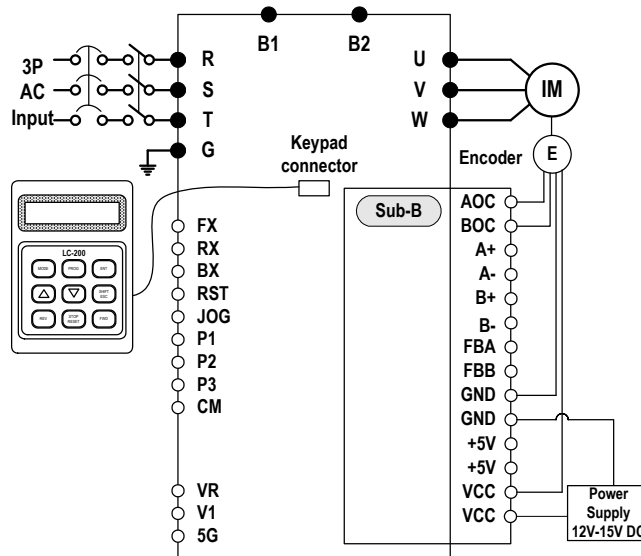 B1
B2
3P
AC
Input
R
S
T
G
U
V
W
IM
Keypad
connector
Encoder
E
LC-200
MODE
PROG
ENT
SHIFT
ESC
REV
STOP
RESET
FWD
Sub-B
FX
RX
BX
RST
JOG
P1
P2
P3
CM
VR
V1
5G
AOC
BOC
A+
A-
B+
B-
FBA
FBB
GND
GND
+5V
+5V
VCC
VCC
Power
Supply
12V-15V DC